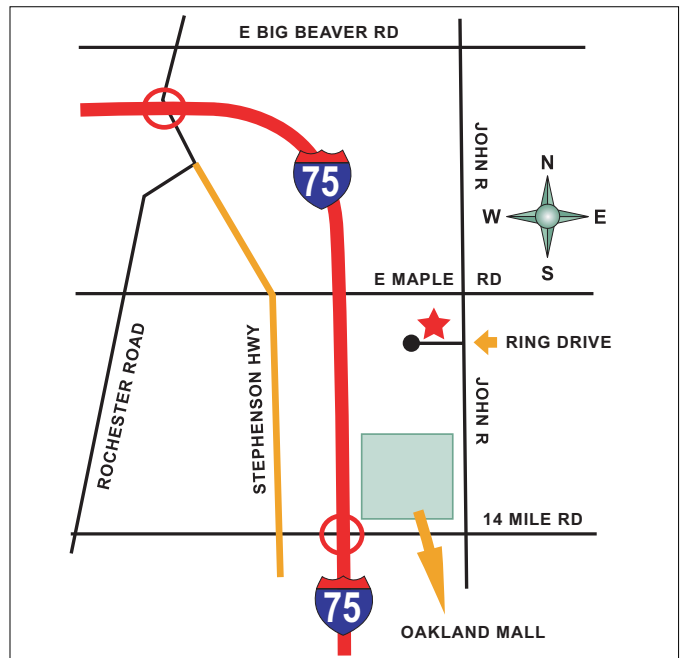 E BIG BEAVER RD
JOHN R
75
N
W E
S
E MAPLE RD
RING DRIVE
ROCHESTER ROAD
STEPHENSON HWY
JOHN R
14 MILE RD
75
OAKLAND MALL